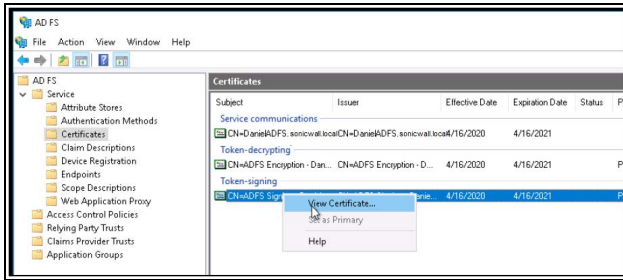 AD FS
File Action View Window Help
AD FS
Service
Attribute Stores
Authentication Methods
Certificates
Claim Descriptions
Device Registration
Endpoints
Scope Descriptions
Web Application Proxy
Access Control Policies
Relying Party Trusts
Claims Provider Trusts
Application Groups
Certificates
Subject Issuer Effective Date Expiration Date Status P
Service communications
CN=DanielADFS.sonicwall.local CN=DanielADFS.sonicwall.local 4/16/2020 4/16/2021
Token-decrypting
CN=ADFS Encryption - Dan... CN=ADFS Encryption - D... 4/16/2020 4/16/2021 P
Token-signing
CN=ADFS Sign 4/16/2020 4/16/2021 P
View Certificate...
Set as Primary
Help